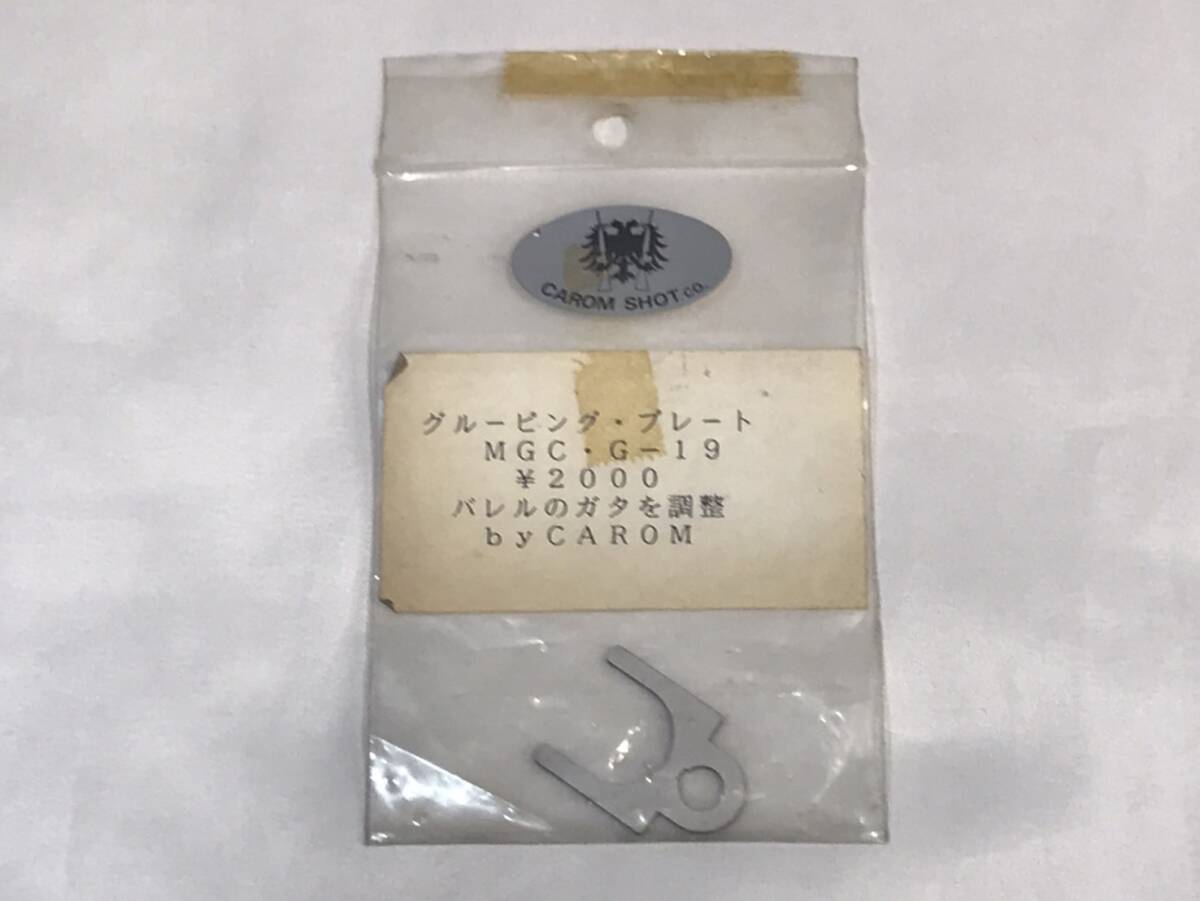 CAROM SHOT CO.
グルーピング・プレート
MGC・G-19
¥2000
バレルのガタを調整
byCAROM